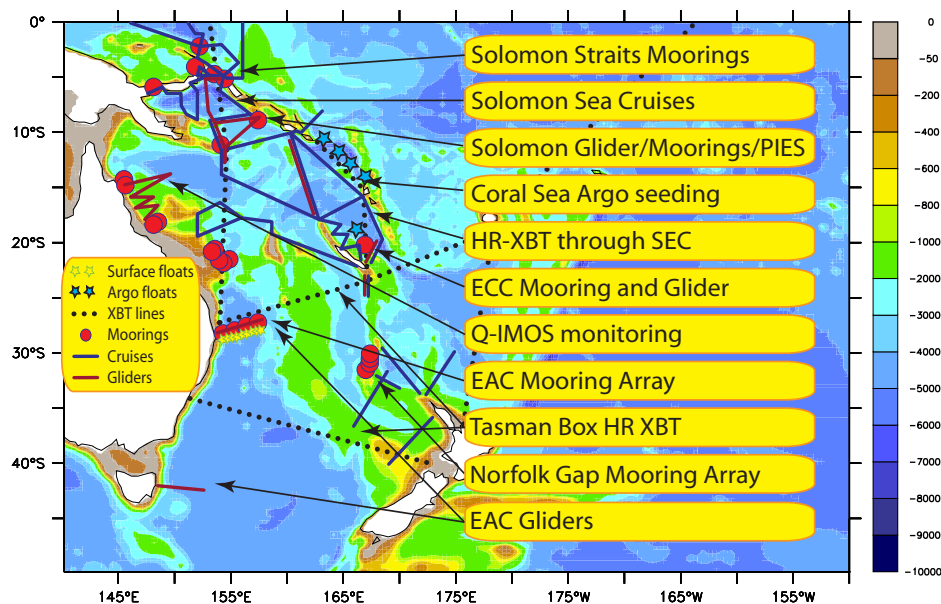 0°
10°S
20°S
30°S
40°S
145°E
155°E
165°E
175°E
175°W
165°W
155°W
Solomon Straits Moorings
Solomon Sea Cruises
Solomon Glider/Moorings/PIES
Coral Sea Argo seeding
HR-XBT through SEC
ECC Mooring and Glider
Q-IMOS monitoring
EAC Mooring Array
Tasman Box HR XBT
Norfolk Gap Mooring Array
EAC Gliders
Surface floats
Argo floats
XBT lines
Moorings
Cruises
Gliders
0
-50
-200
-400
-600
-800
-1000
-2000
-3000
-4000
-5000
-6000
-7000
-8000
-9000
-10000